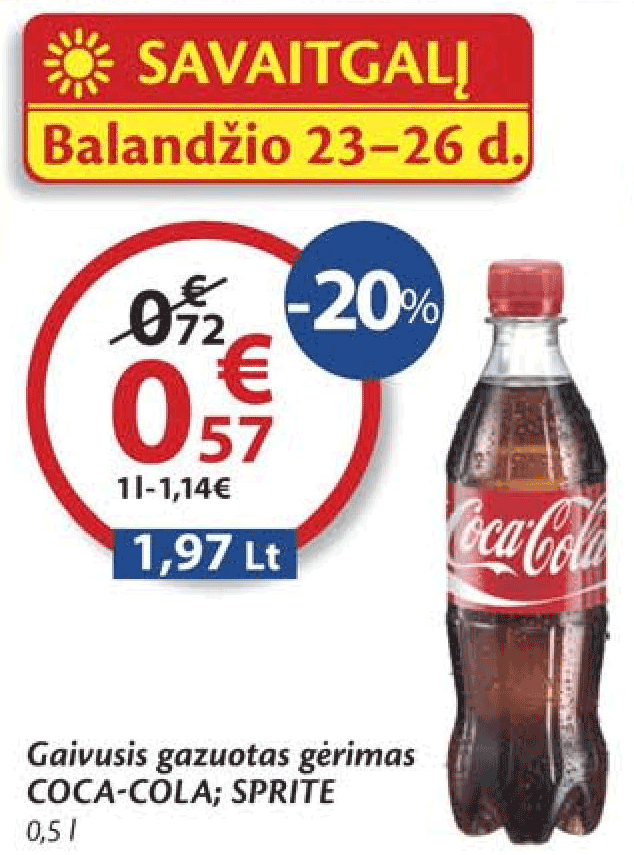 SAVAITGALĮ
Balandžio 23–26 d.
-20%
0 72 €
0 57 €
1 l-1,14€
1,97 Lt
Coca-Cola
Gaivusis gazuotas gėrimas
COCA-COLA; SPRITE
0,5 l